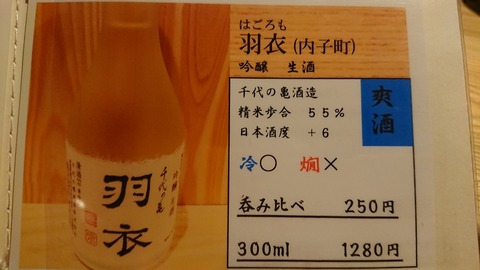 はごろも
羽衣(内子町)
吟醸 生酒
千代の亀酒造
精米歩合 55%
日本酒度 +6
爽酒
冷○ 燗×
呑み比べ 250円
300ml 1280円
千代の亀
羽衣